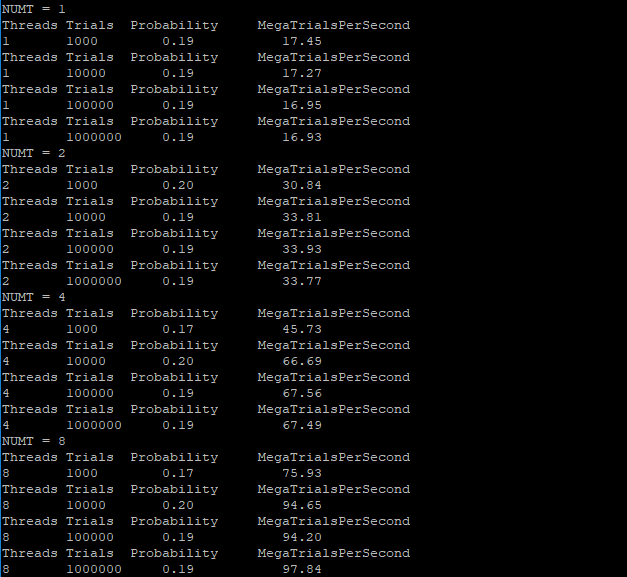 NUMT = 1
Threads Trials  Probability     MegaTrialsPerSecond
1       1000        0.19           17.45
Threads Trials  Probability     MegaTrialsPerSecond
1       10000       0.19           17.27
Threads Trials  Probability     MegaTrialsPerSecond
1       100000      0.19           16.95
Threads Trials  Probability     MegaTrialsPerSecond
1       1000000     0.19           16.93
NUMT = 2
Threads Trials  Probability     MegaTrialsPerSecond
2       1000        0.20           30.84
Threads Trials  Probability     MegaTrialsPerSecond
2       10000       0.19           33.81
Threads Trials  Probability     MegaTrialsPerSecond
2       100000      0.19           33.93
Threads Trials  Probability     MegaTrialsPerSecond
2       1000000     0.19           33.77
NUMT = 4
Threads Trials  Probability     MegaTrialsPerSecond
4       1000        0.17           45.73
Threads Trials  Probability     MegaTrialsPerSecond
4       10000       0.20           66.69
Threads Trials  Probability     MegaTrialsPerSecond
4       100000      0.19           67.56
Threads Trials  Probability     MegaTrialsPerSecond
4       1000000     0.19           67.49
NUMT = 8
Threads Trials  Probability     MegaTrialsPerSecond
8       1000        0.17           75.93
Threads Trials  Probability     MegaTrialsPerSecond
8       10000       0.20           94.65
Threads Trials  Probability     MegaTrialsPerSecond
8       100000      0.19           94.20
Threads Trials  Probability     MegaTrialsPerSecond
8       1000000     0.19           97.84